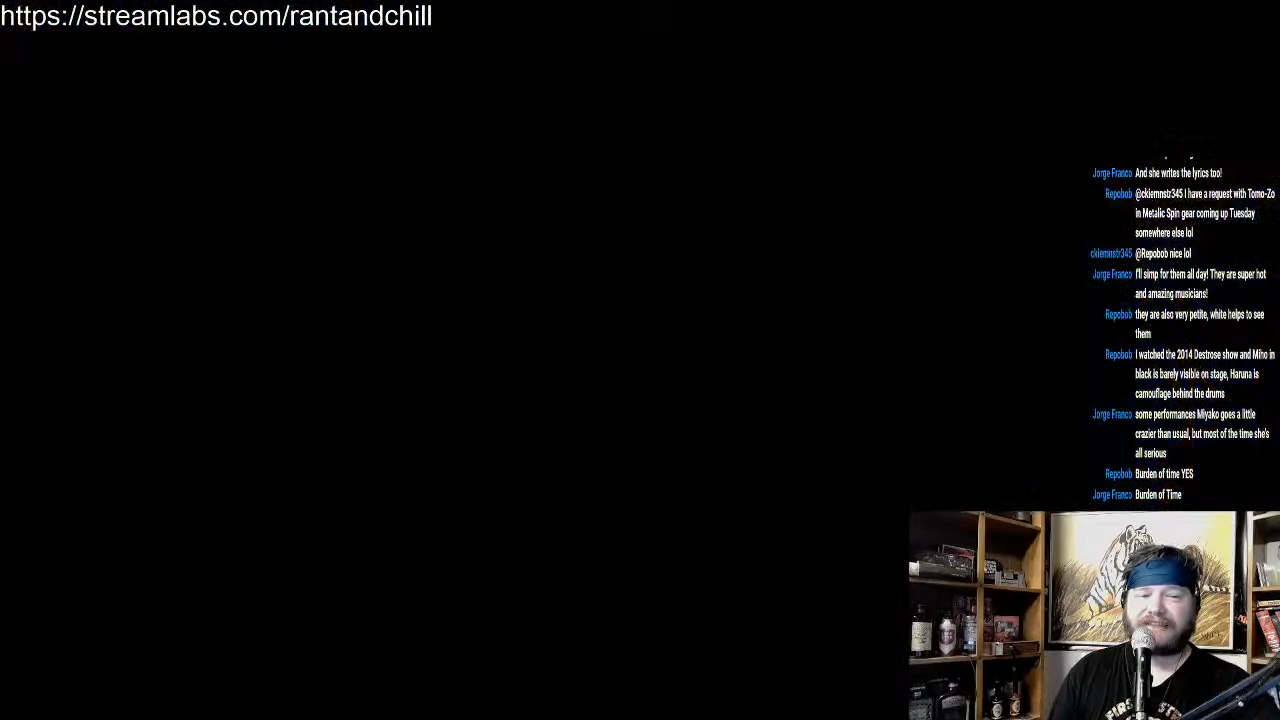 https://streamlabs.com/rantandchill
Jorge Franco And she writes the lyrics too!
Repobob @ckiemnstr345 I have a request with Tomo-Zo
in Metalic Spin gear coming up Tuesday
somewhere else lol
ckiemnstr345 @Repobob nice lol
Jorge Franco I'll simp for them all day! They are super hot
and amazing musicians!
Repobob they are also very petite, white helps to see
them
Repobob I watched the 2014 Destrose show and Miho in
black is barely visible on stage, Haruna is
camouflage behind the drums
Jorge Franco some performances Miyako goes a little
crazier than usual, but most of the time she's
all serious
Repobob Burden of time YES
Jorge Franco Burden of Time